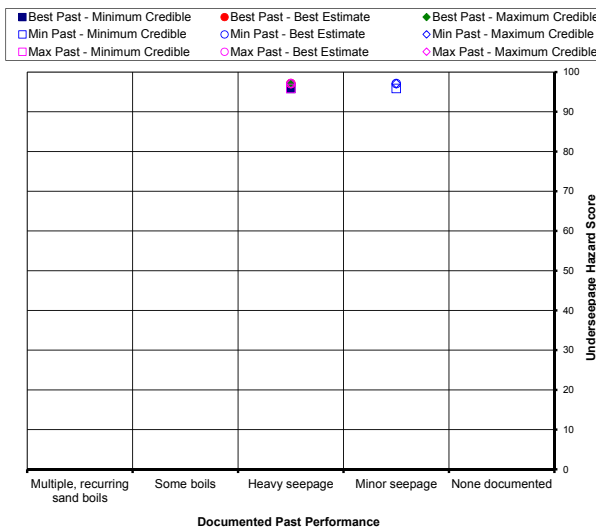 Best Past - Minimum Credible Best Past - Best Estimate Best Past - Maximum Credible
Min Past - Minimum Credible Min Past - Best Estimate Min Past - Maximum Credible
Max Past - Minimum Credible Max Past - Best Estimate Max Past - Maximum Credible
100
90
80
70
60
50
40
30
20
10
0
Underseepage Hazard Score
Multiple, recurring
sand boils
Some boils
Heavy seepage
Minor seepage
None documented
Documented Past Performance